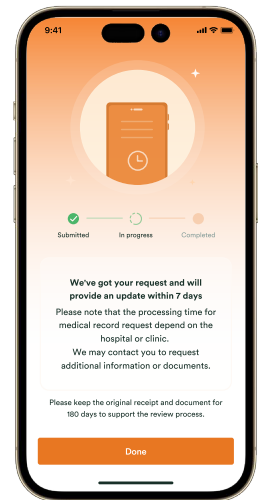 9:41
Submitted
In progress
Completed
We've got your request and will
provide an update within 7 days
Please note that the processing time for
medical record request depend on the
hospital or clinic.
We may contact you to request
additional information or documents.
Please keep the original receipt and document for
180 days to support the review process.
Done